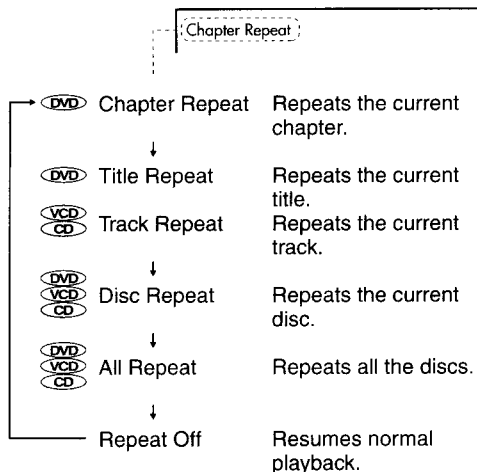 Chapter Repeat
DVD Chapter Repeat Repeats the current
chapter.
DVD Title Repeat Repeats the current
title.
VCD
CD Track Repeat Repeats the current
track.
DVD
VCD
CD Disc Repeat Repeats the current
disc.
DVD
VCD
CD All Repeat Repeats all the discs.
Repeat Off Resumes normal
playback.